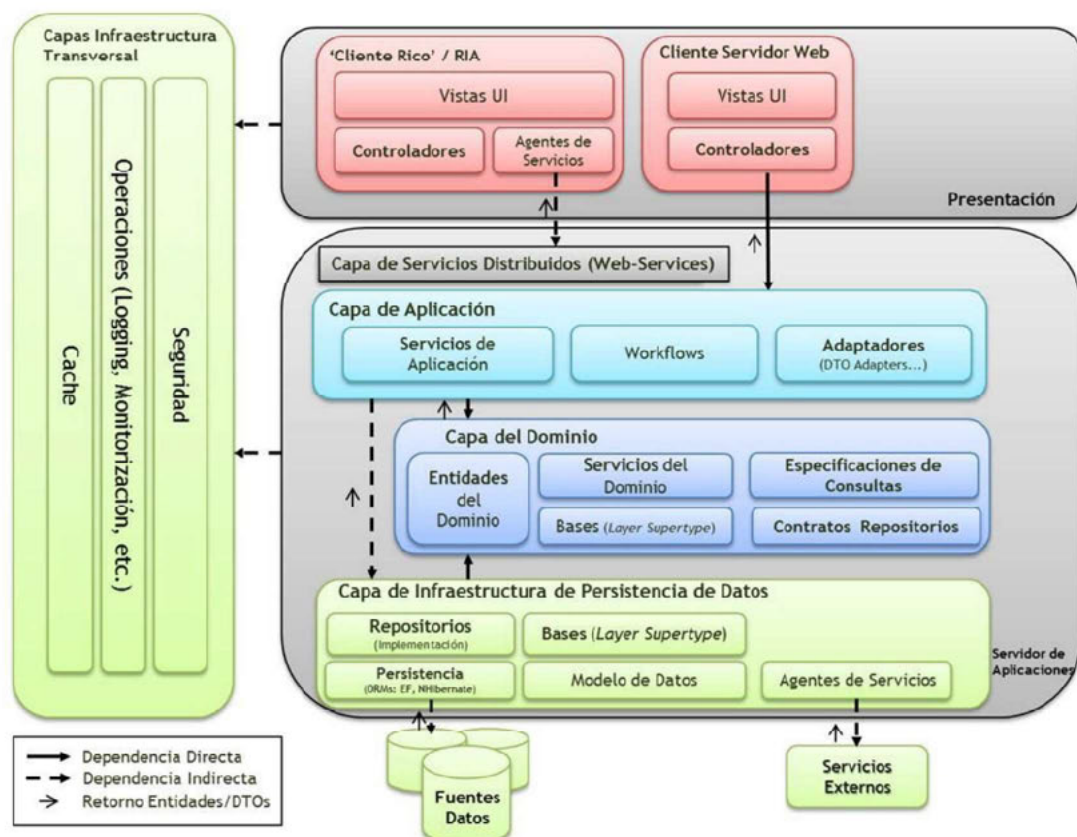 Capas Infraestructura
Transversal
Cache
Operaciones (Logging, Monitorización, etc.)
Seguridad
'Cliente Rico' / RIA
Vistas UI
Controladores
Agentes de
Servicios
Cliente Servidor Web
Vistas UI
Controladores
Presentación
Capa de Servicios Distribuidos (Web-Services)
Capa de Aplicación
Servicios de
Aplicación
Workflows
Adaptadores
(DTO Adapters...)
Capa del Dominio
Entidades
del
Dominio
Servicios del
Dominio
Especificaciones de
Consultas
Bases (Layer Supertype)
Contratos Repositorios
Capa de Infraestructura de Persistencia de Datos
Repositorios
(Implementación)
Bases (Layer Supertype)
Persistencia
(ORMs: EF, NHibernate)
Modelo de Datos
Agentes de Servicios
Servidor de
Aplicaciones
Fuentes
Datos
Servicios
Externos
Dependencia Directa
Dependencia Indirecta
Retorno Entidades/DTOs